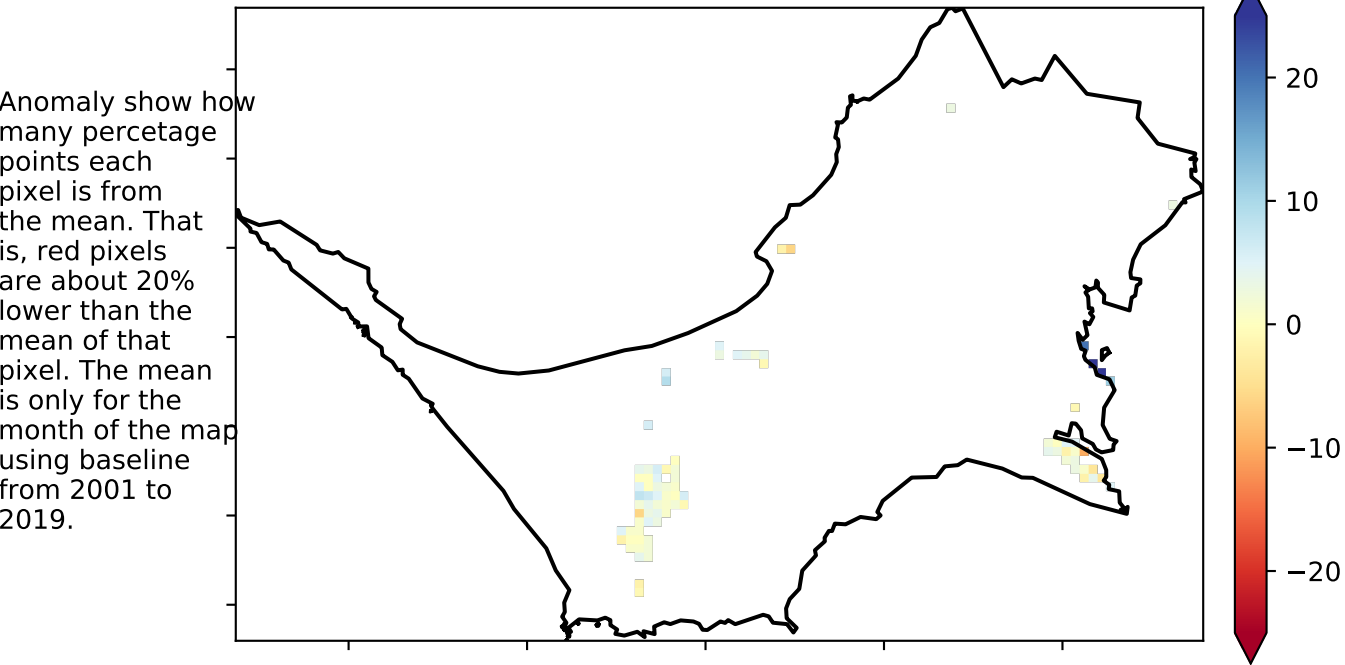 Anomaly show how
many percetage
points each
pixel is from
the mean. That
is, red pixels
are about 20%
lower than the
mean of that
pixel. The mean
is only for the
month of the map
using baseline
from 2001 to
2019.
20
10
0
−10
−20